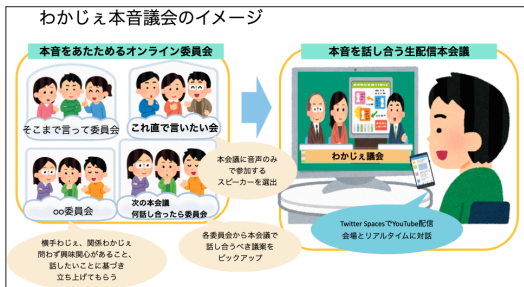 わかじぇ本音議会のイメージ
本音をあたためるオンライン委員会
そこまで言って委員会
これ直で言いたい会
∞委員会
次の本会議
何話し合ったら委員会
横手わじぇ、関係わかじぇ
問わず興味関心があること、
話したいことに基づき
立ち上げてもらう
本会議に音声のみ
で参加する
スピーカーを選出
各委員会から本会議で
話し合うべき議案を
ピックアップ
本音を話し合う生配信本会議
わかじぇ議会
Twitter SpacesでYouTube配信
会場とリアルタイムに対話